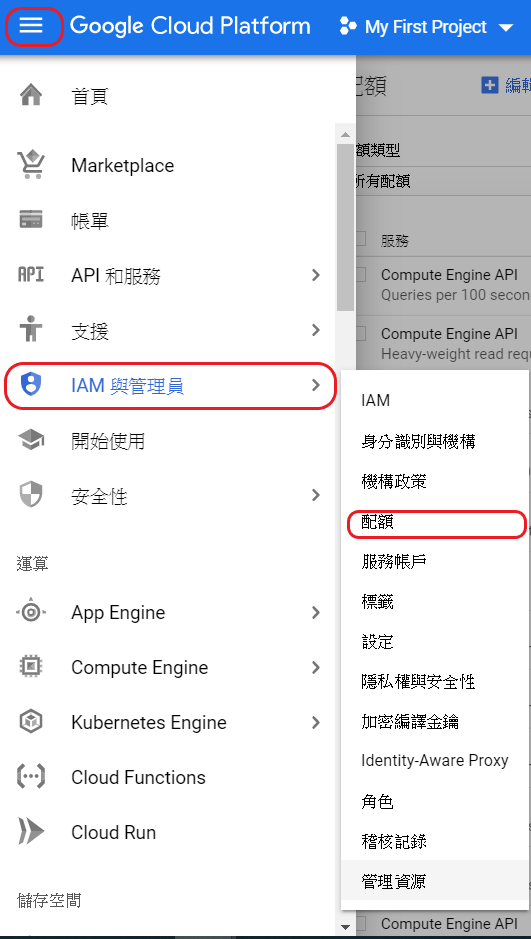 Google Cloud Platform
My First Project
首頁
Marketplace
帳單
API
API 和服務
支援
IAM 與管理員
開始使用
安全性
運算
App Engine
Compute Engine
Kubernetes Engine
Cloud Functions
Cloud Run
儲存空間
配額
編輯
額類型
所有配額
服務
Compute Engine API
Queries per 100 secon
Compute Engine API
Heavy-weight read requ
IAM
身分識別與機構
機構政策
配額
服務帳戶
標籤
設定
隱私權與安全性
加密編譯金鑰
Identity-Aware Proxy
角色
稽核記錄
管理資源
Compute Engine API